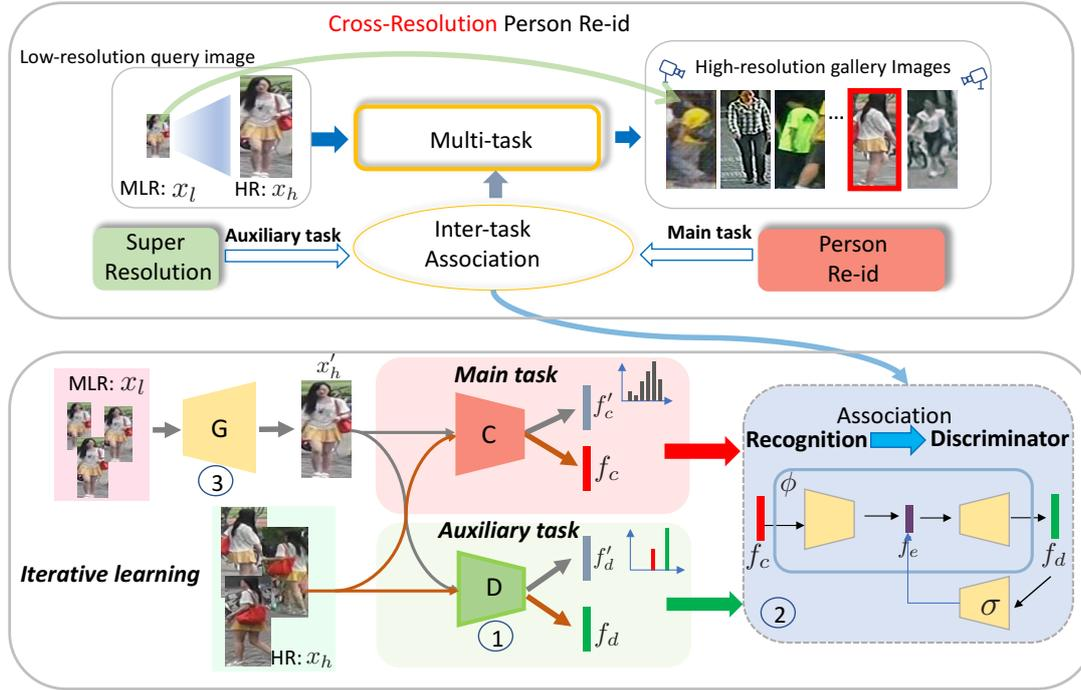 Cross-Resolution Person Re-id
Low-resolution query image
High-resolution gallery Images
MLR: x_l
HR: x_h
Multi-task
...
Super
Resolution
Auxiliary task
Inter-task
Association
Main task
Person
Re-id
MLR: x_l
G
3
x'_h
Main task
C
f'_c
f_c
Iterative learning
HR: x_h
Auxiliary task
D
1
f'_d
f_d
Association
Recognition
Discriminator
ϕ
f_c
f_e
f_d
σ
2